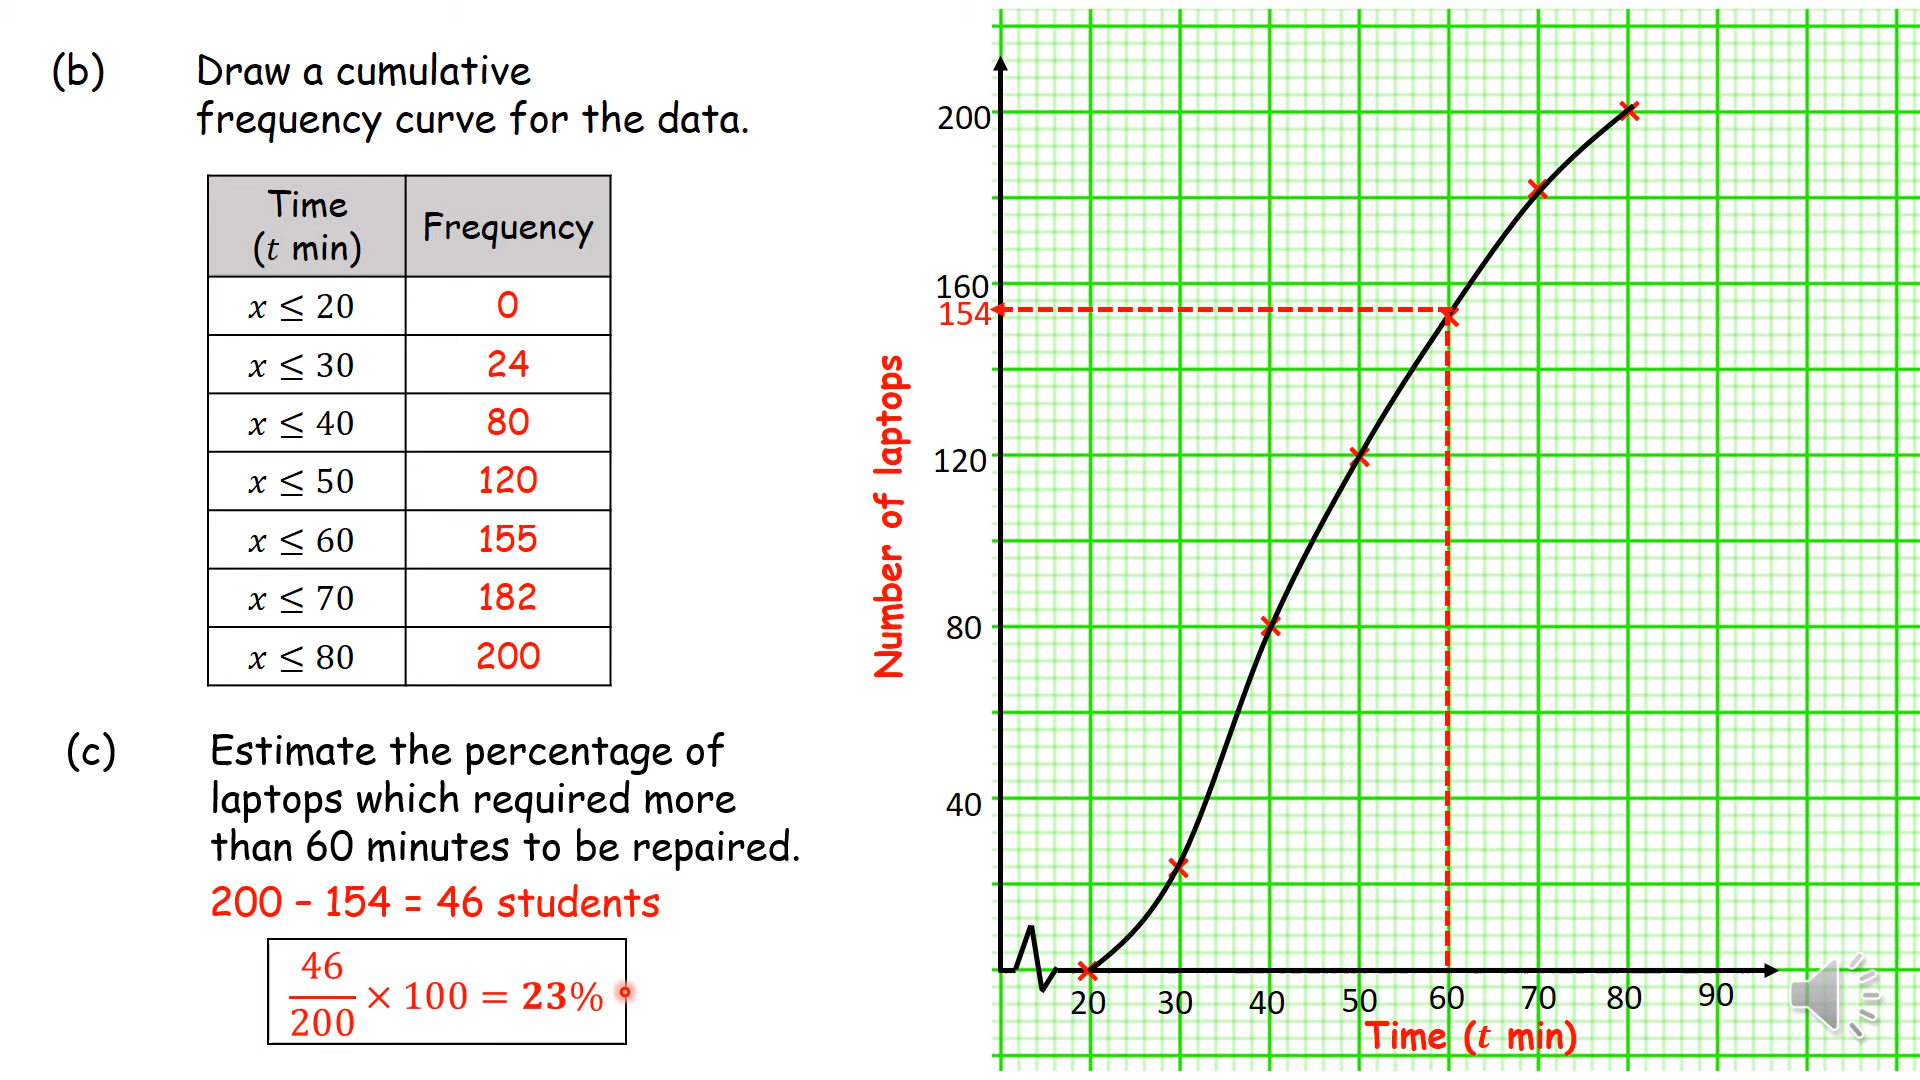 (b) Draw a cumulative
frequency curve for the data.
Time
(t min)
Frequency
x ≤ 20 0
x ≤ 30 24
x ≤ 40 80
x ≤ 50 120
x ≤ 60 155
x ≤ 70 182
x ≤ 80 200
(c) Estimate the percentage of
laptops which required more
than 60 minutes to be repaired.
200 – 154 = 46 students
46/200 × 100 = 23%
Number of laptops
200
160
154
120
80
40
20 30 40 50 60 70 80 90
Time (t min)